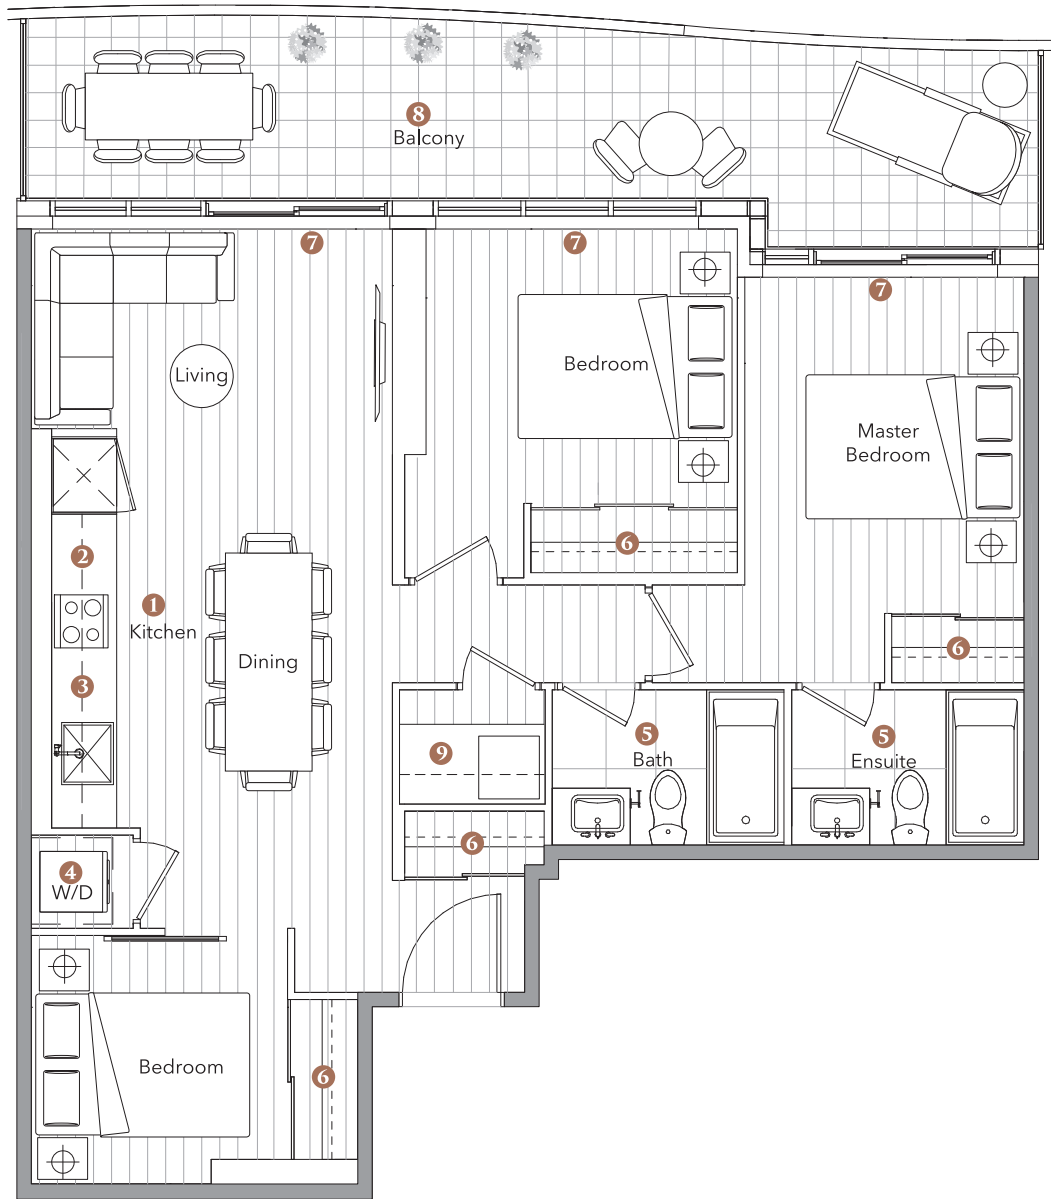 8
Balcony
7
7
7
Living
Bedroom
Master
Bedroom
2
6
1
Kitchen
Dining
6
3
5
Bath
5
Ensuite
9
6
4
W/D
Bedroom
6